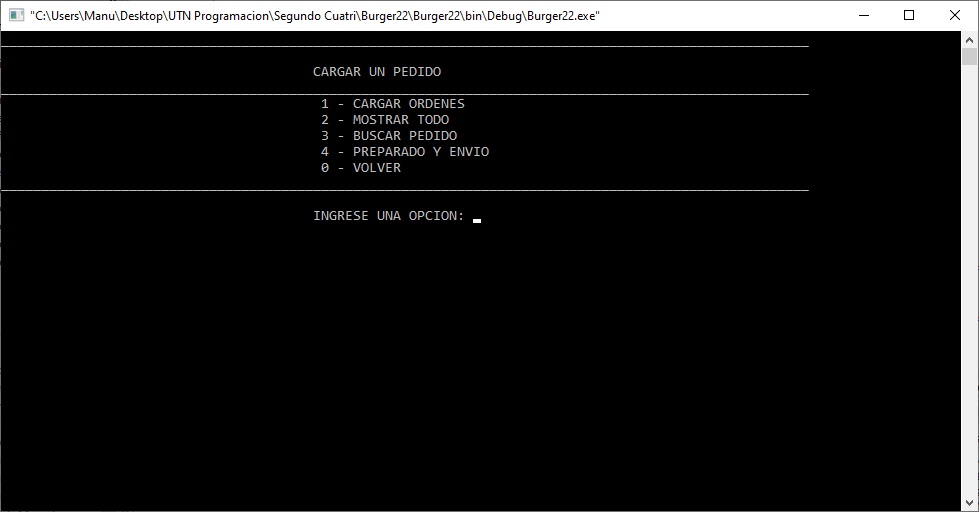 "C:\Users\Manu\Desktop\UTN Programacion\Segundo Cuatri\Burger22\Burger22\bin\Debug\Burger22.exe"
CARGAR UN PEDIDO
1 - CARGAR ORDENES
2 - MOSTRAR TODO
3 - BUSCAR PEDIDO
4 - PREPARADO Y ENVIO
0 - VOLVER
INGRESE UNA OPCION: